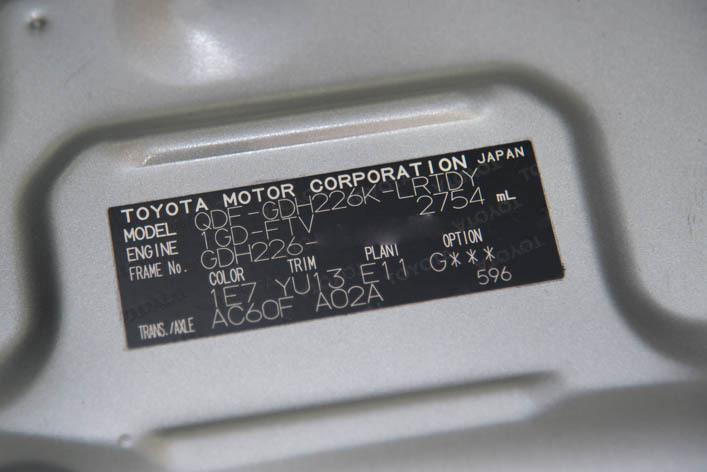 TOYOTA MOTOR CORPORATION JAPAN
MODEL QDF-GDH226K-LRTDY
ENGINE 1GD-FTV 2754 mL
FRAME No. GDH226-
COLOR TRIM PLANT OPTION
1E7 YU13 E11 G***
TRANS./AXLE AC60F A02A 596